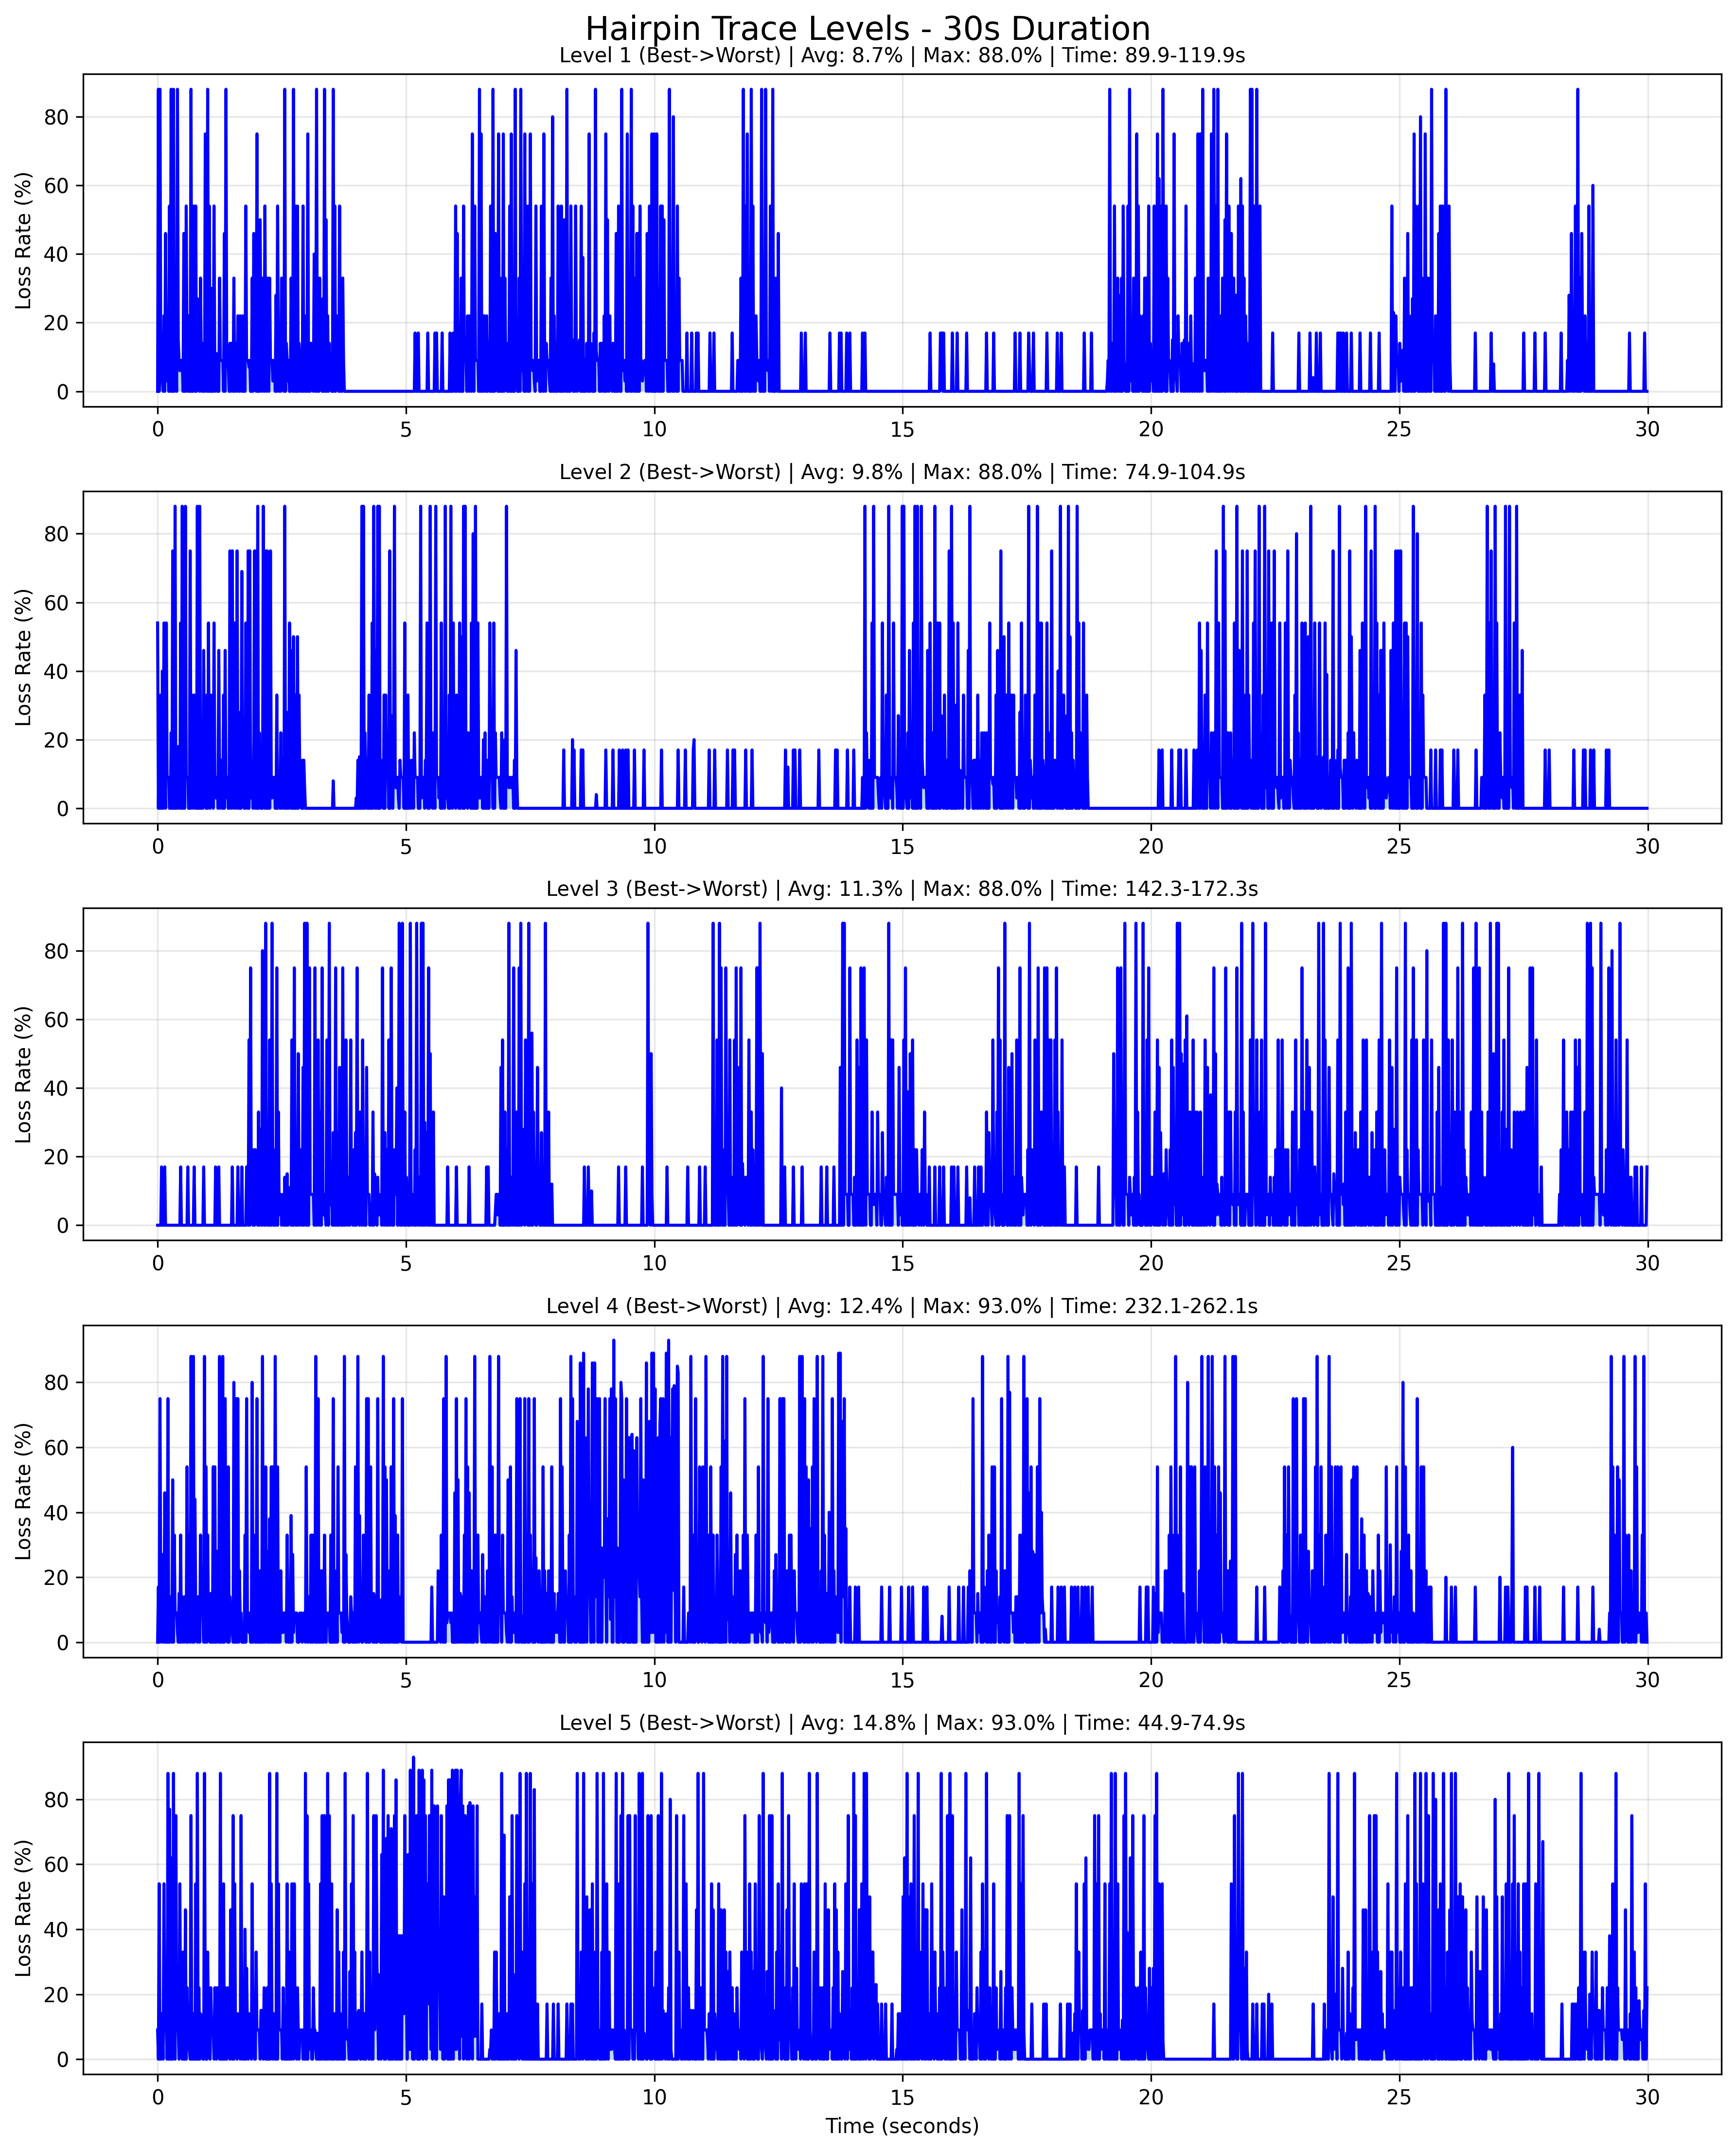 Hairpin Trace Levels - 30s Duration
Level 1 (Best->Worst) | Avg: 8.7% | Max: 88.0% | Time: 89.9-119.9s
Loss Rate (%)
80
60
40
20
0
0 5 10 15 20 25 30
Level 2 (Best->Worst) | Avg: 9.8% | Max: 88.0% | Time: 74.9-104.9s
Loss Rate (%)
80
60
40
20
0
0 5 10 15 20 25 30
Level 3 (Best->Worst) | Avg: 11.3% | Max: 88.0% | Time: 142.3-172.3s
Loss Rate (%)
80
60
40
20
0
0 5 10 15 20 25 30
Level 4 (Best->Worst) | Avg: 12.4% | Max: 93.0% | Time: 232.1-262.1s
Loss Rate (%)
80
60
40
20
0
0 5 10 15 20 25 30
Level 5 (Best->Worst) | Avg: 14.8% | Max: 93.0% | Time: 44.9-74.9s
Loss Rate (%)
80
60
40
20
0
0 5 10 15 20 25 30
Time (seconds)